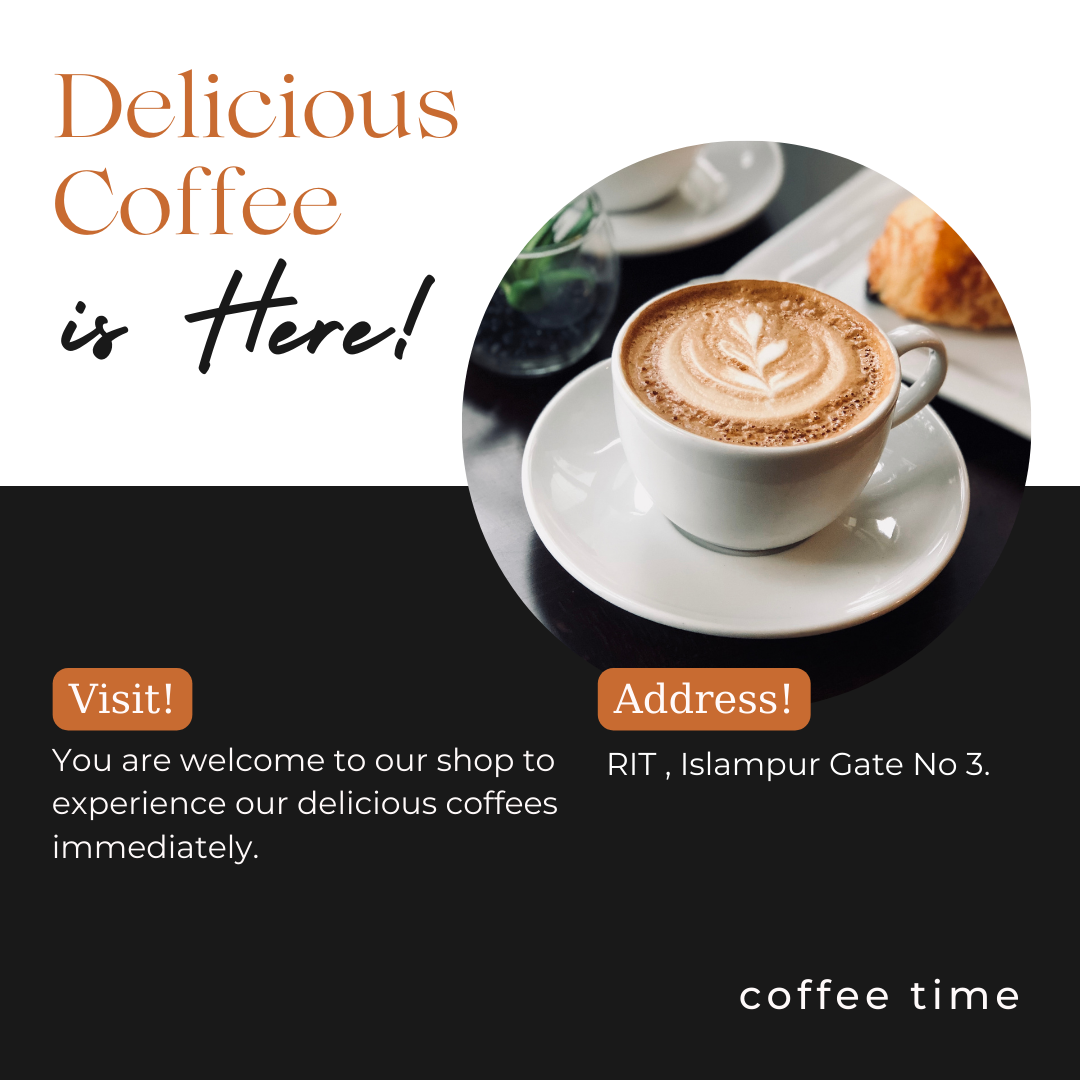 Delicious
Coffee
is Here!
Visit!
You are welcome to our shop to
experience our delicious coffees
immediately.
Address!
RIT , Islampur Gate No 3.
coffee time